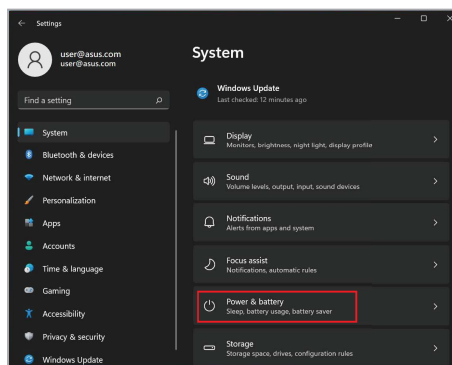 Settings
user@asus.com
user@asus.com
Find a setting
System
Bluetooth & devices
Network & internet
Personalization
Apps
Accounts
Time & language
Gaming
Accessibility
Privacy & security
Windows Update
System
Windows Update
Last checked: 12 minutes ago
Display
Monitors, brightness, night light, display profile
Sound
Volume levels, output, input, sound devices
Notifications
Alerts from apps and system
Focus assist
Notifications, automatic rules
Power & battery
Sleep, battery usage, battery saver
Storage
Storage space, drives, configuration rules